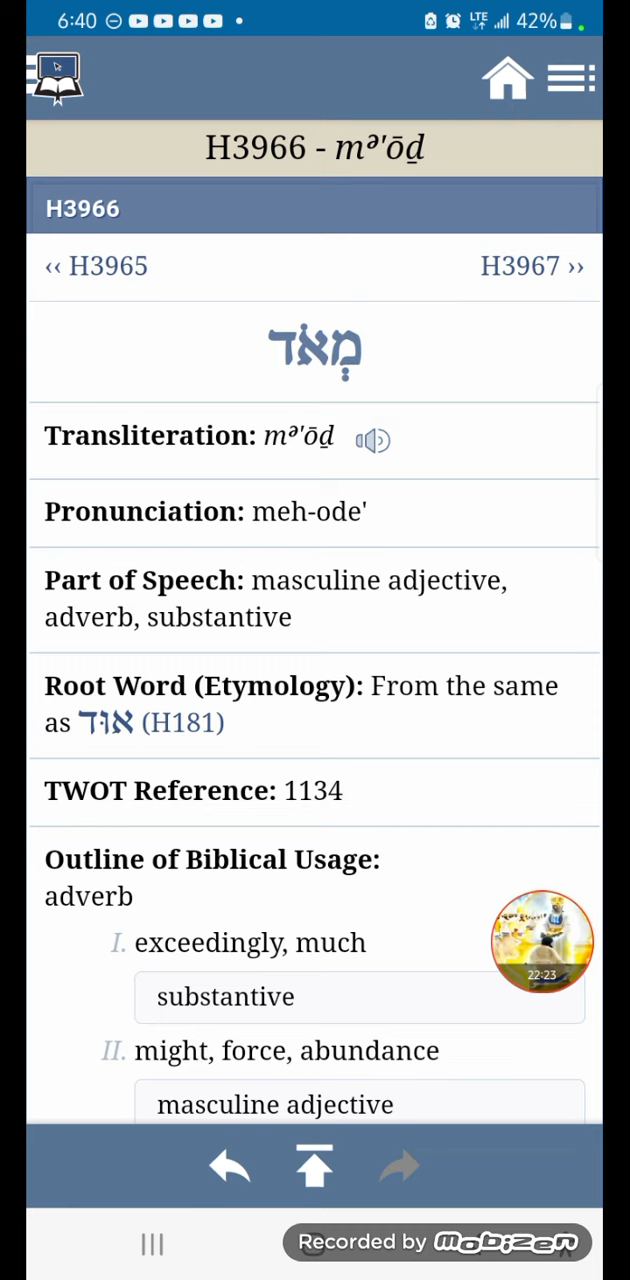 6:40
LTE
42%
H3966 - mᵊ'ōḏ
H3966
‹‹ H3965
H3967 ››
מְאֹד
Transliteration: mᵊ'ōḏ
Pronunciation: meh-ode'
Part of Speech: masculine adjective,
adverb, substantive
Root Word (Etymology): From the same
as אוּד (H181)
TWOT Reference: 1134
Outline of Biblical Usage:
adverb
I. exceedingly, much
22:23
substantive
II. might, force, abundance
masculine adjective
Recorded by mobizen